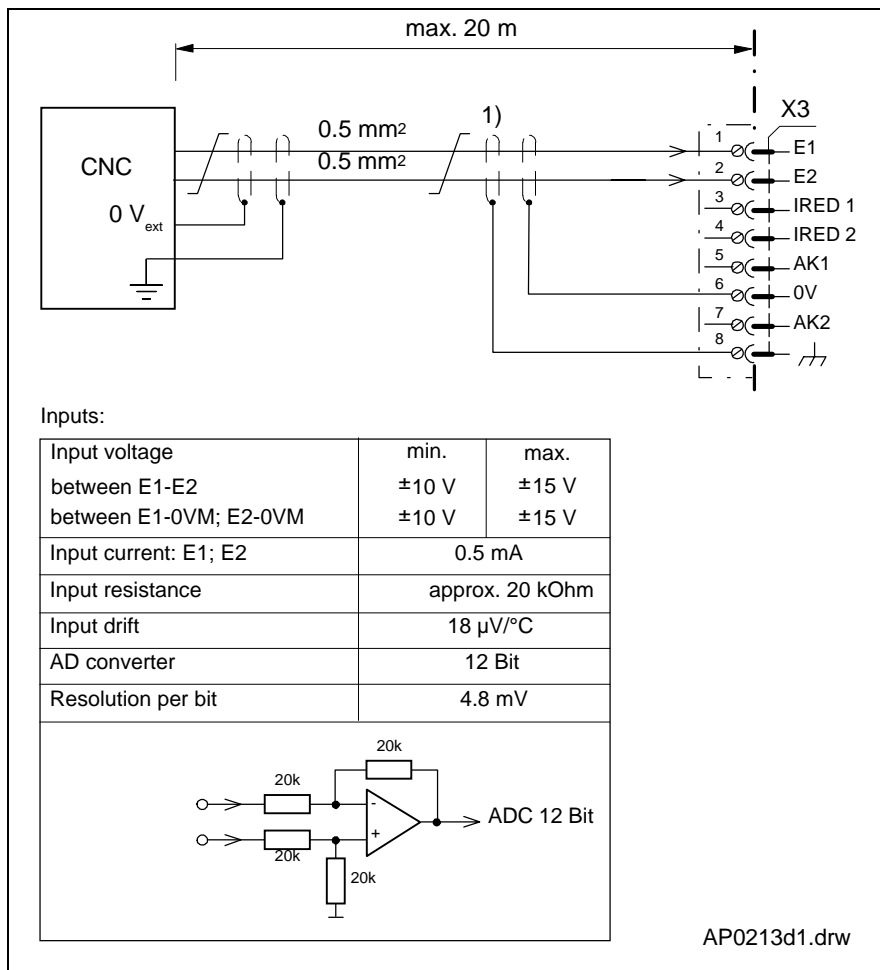 max. 20 m
X3
1)
0.5 mm2
0.5 mm2
CNC
0 Vext
1 E1
2 E2
3 IRED 1
4 IRED 2
5 AK1
6 0V
7 AK2
8
Inputs:
Input voltage min. max.
between E1-E2 ±10 V ±15 V
between E1-0VM; E2-0VM ±10 V ±15 V
Input current: E1; E2 0.5 mA
Input resistance approx. 20 kOhm
Input drift 18 µV/°C
AD converter 12 Bit
Resolution per bit 4.8 mV
20k
20k
-
+
ADC 12 Bit
20k
20k
AP0213d1.drw